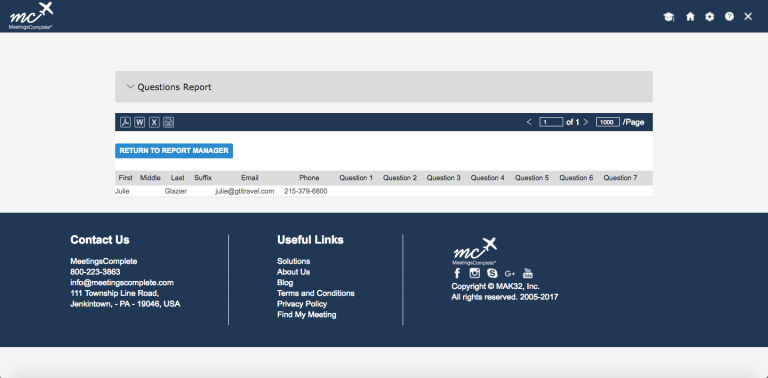 mc
MeetingsComplete
Questions Report
1 of 1 1000 /Page
RETURN TO REPORT MANAGER
First Middle Last Suffix Email Phone Question 1 Question 2 Question 3 Question 4 Question 5 Question 6 Question 7
Julie Glazier julie@gtitravel.com 215-379-6800
Contact Us
MeetingsComplete
800-223-3863
info@meetingscomplete.com
111 Township Line Road,
Jenkintown, - PA - 19046, USA
Useful Links
Solutions
About Us
Blog
Terms and Conditions
Privacy Policy
Find My Meeting
mc
MeetingsComplete
Copyright © MAK32, Inc.
All rights reserved. 2005-2017